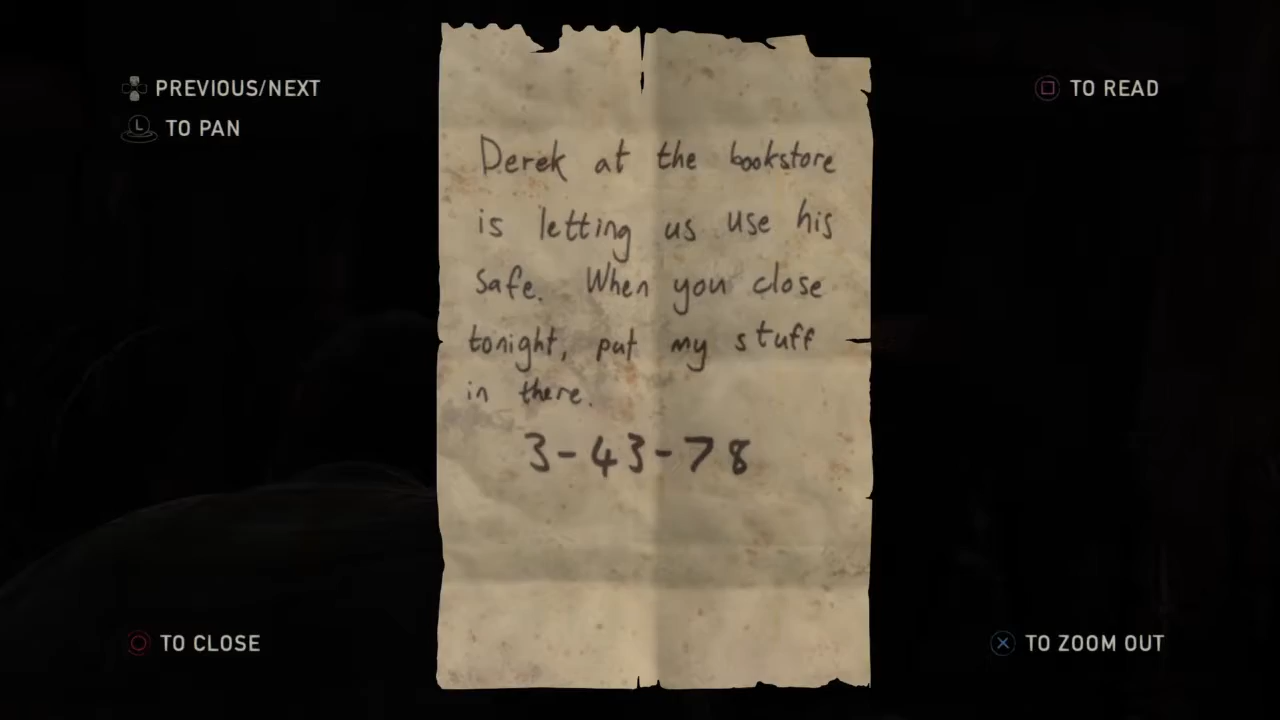 PREVIOUS/NEXT
L TO PAN
TO READ
Derek at the bookstore
is letting us use his
safe. When you close
tonight, put my stuff
in there.
3-43-78
TO CLOSE
TO ZOOM OUT